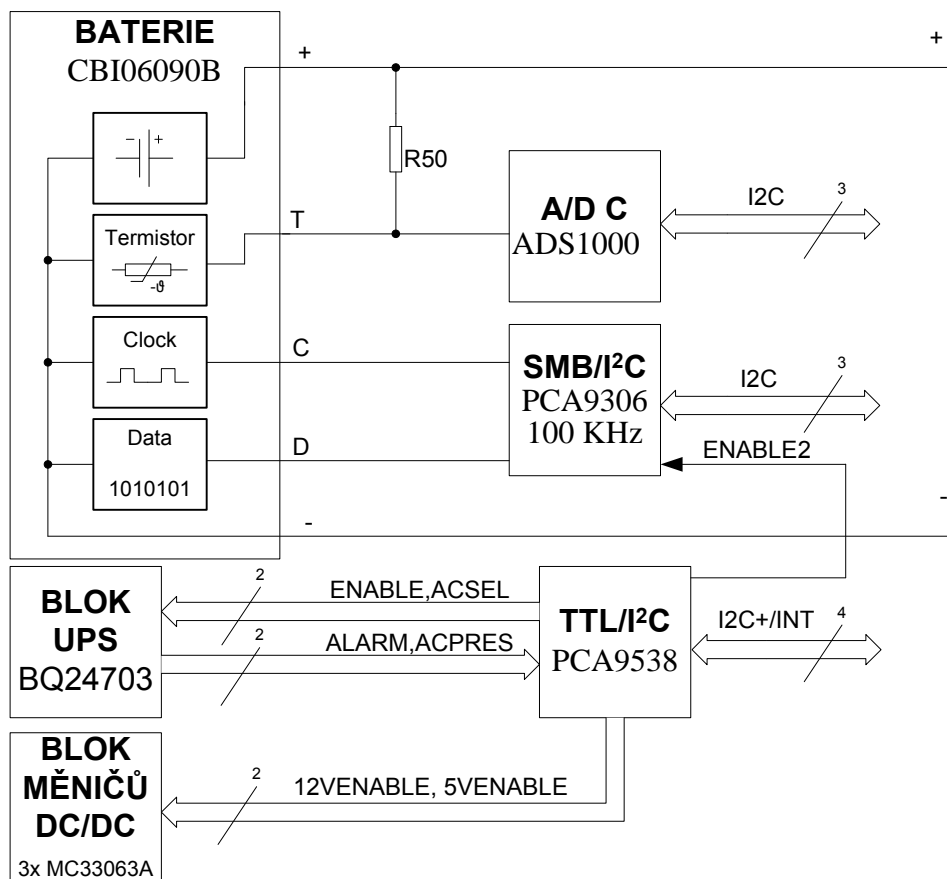 BATERIE
CBI06090B
+
+
- +
R50
Termistor
-ϑ
T
A/D C
ADS1000
I2C
3
Clock
C
SMB/I²C
PCA9306
100 KHz
I2C
3
Data
1010101
D
ENABLE2
-
-
BLOK
UPS
BQ24703
2
ENABLE,ACSEL
2
ALARM,ACPRES
TTL/I²C
PCA9538
I2C+/INT
4
BLOK
MĚNIČŮ
DC/DC
3x MC33063A
2
12VENABLE, 5VENABLE